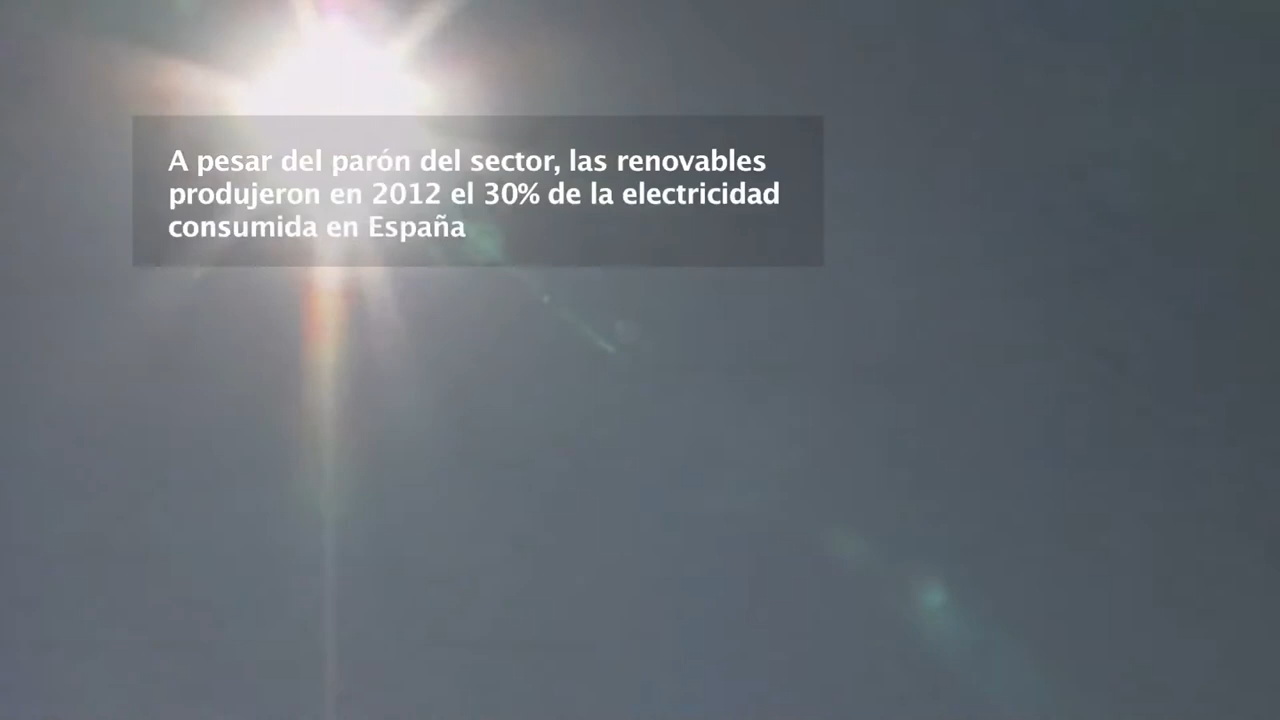 A pesar del parón del sector, las renovables
produjeron en 2012 el 30% de la electricidad
consumida en España